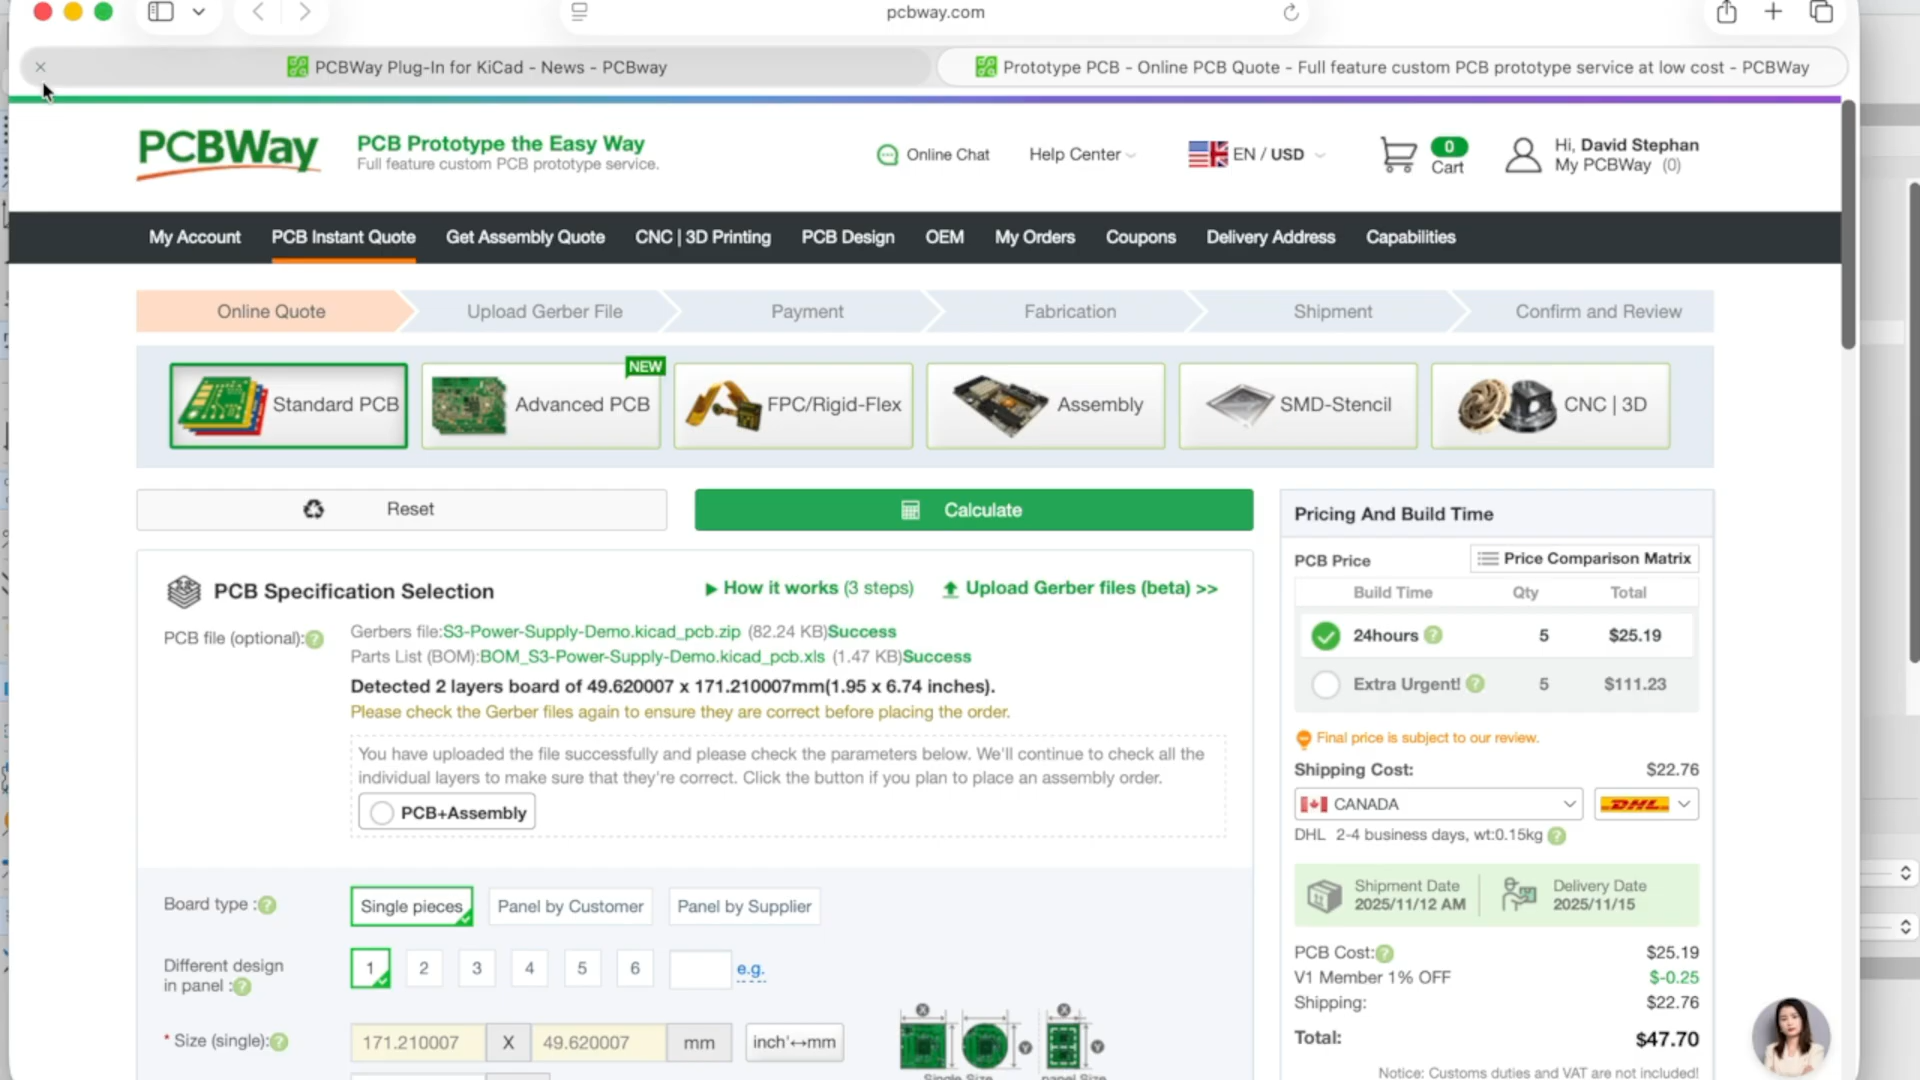 pcbway.com
PCBWay Plug-In for KiCad - News - PCBway
Prototype PCB - Online PCB Quote - Full feature custom PCB prototype service at low cost - PCBWay
PCBWay
PCB Prototype the Easy Way
Full feature custom PCB prototype service.
Online Chat
Help Center
EN / USD
0
Cart
Hi, David Stephan
My PCBWay (0)
My Account
PCB Instant Quote
Get Assembly Quote
CNC | 3D Printing
PCB Design
OEM
My Orders
Coupons
Delivery Address
Capabilities
Online Quote
Upload Gerber File
Payment
Fabrication
Shipment
Confirm and Review
Standard PCB
NEW
Advanced PCB
FPC/Rigid-Flex
Assembly
SMD-Stencil
CNC | 3D
Reset
Calculate
PCB Specification Selection
How it works (3 steps)
Upload Gerber files (beta) >>
PCB file (optional):
Gerbers file:S3-Power-Supply-Demo.kicad_pcb.zip (82.24 KB)Success
Parts List (BOM):BOM_S3-Power-Supply-Demo.kicad_pcb.xls (1.47 KB)Success
Detected 2 layers board of 49.620007 x 171.210007mm(1.95 x 6.74 inches).
Please check the Gerber files again to ensure they are correct before placing the order.
You have uploaded the file successfully and please check the parameters below. We'll continue to check all the
individual layers to make sure that they're correct. Click the button if you plan to place an assembly order.
PCB+Assembly
Board type :
Single pieces
Panel by Customer
Panel by Supplier
Different design
in panel :
1
2
3
4
5
6
e.g.
* Size (single):
171.210007
X
49.620007
mm
inch'↔mm
X
X
Y
Y
Single Size
panel Size
Pricing And Build Time
PCB Price
Price Comparison Matrix
Build Time Qty Total
24hours 5 $25.19
Extra Urgent! 5 $111.23
Final price is subject to our review.
Shipping Cost: $22.76
CANADA
DHL
DHL 2-4 business days, wt:0.15kg
Shipment Date
2025/11/12 AM
Delivery Date
2025/11/15
PCB Cost: $25.19
V1 Member 1% OFF $-0.25
Shipping: $22.76
Total: $47.70
Notice: Customs duties and VAT are not included!